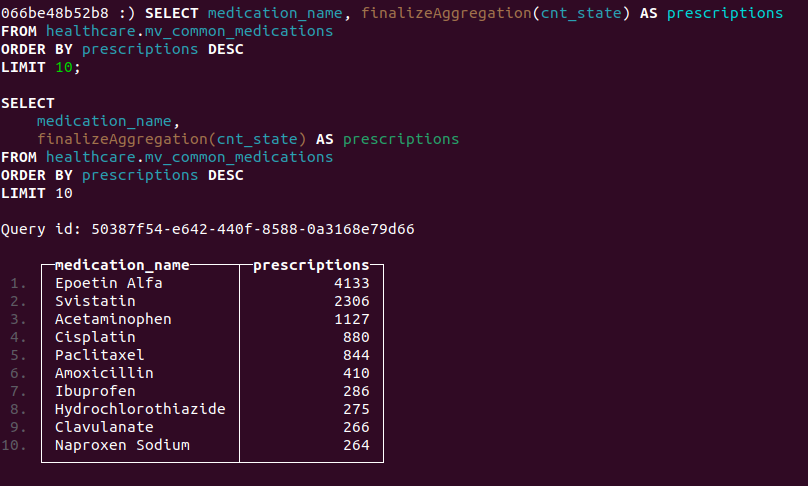 066be48b52b8 :) SELECT medication_name, finalizeAggregation(cnt_state) AS prescriptions
FROM healthcare.mv_common_medications
ORDER BY prescriptions DESC
LIMIT 10;
SELECT
medication_name,
finalizeAggregation(cnt_state) AS prescriptions
FROM healthcare.mv_common_medications
ORDER BY prescriptions DESC
LIMIT 10
Query id: 50387f54-e642-440f-8588-0a3168e79d66
medication_name prescriptions
1. Epoetin Alfa 4133
2. Svistatin 2306
3. Acetaminophen 1127
4. Cisplatin 880
5. Paclitaxel 844
6. Amoxicillin 410
7. Ibuprofen 286
8. Hydrochlorothiazide 275
9. Clavulanate 266
10. Naproxen Sodium 264